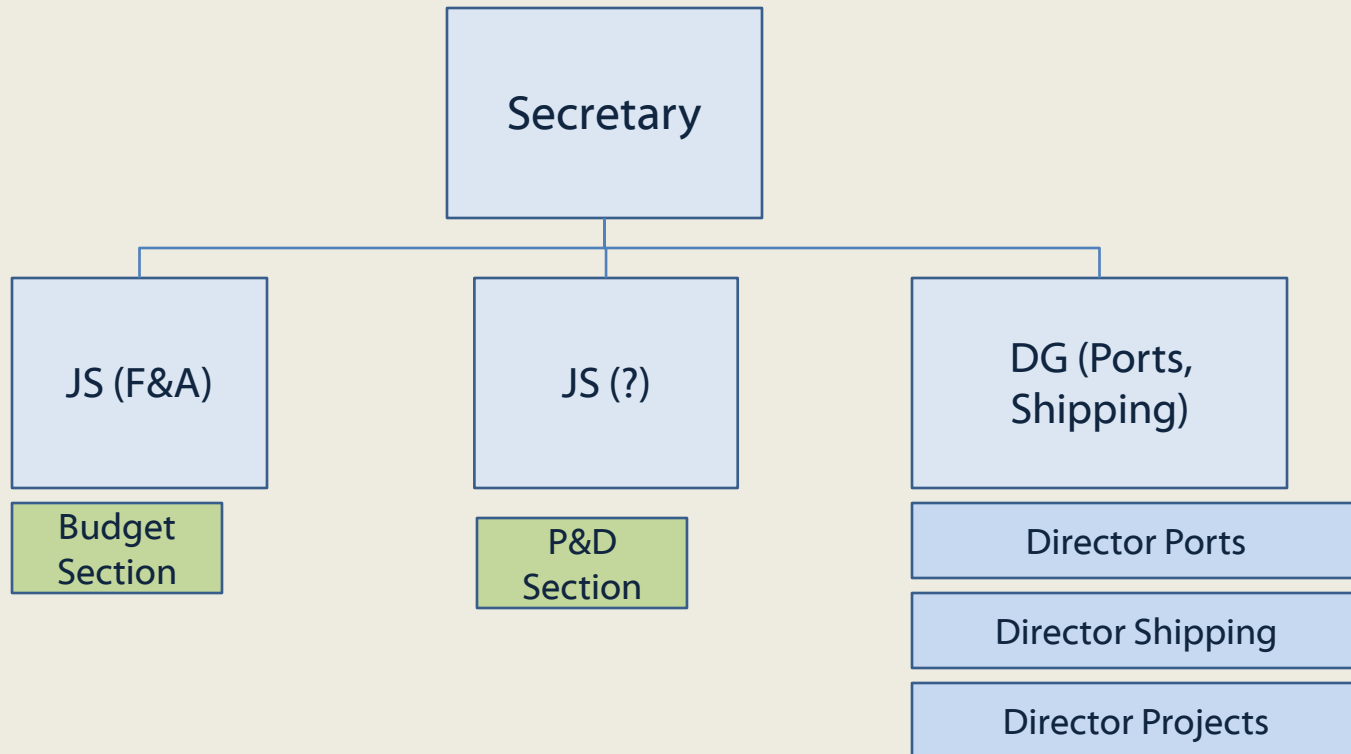 Secretary
JS (F&A)
JS (?)
DG (Ports,
Shipping)
Budget
Section
P&D
Section
Director Ports
Director Shipping
Director Projects